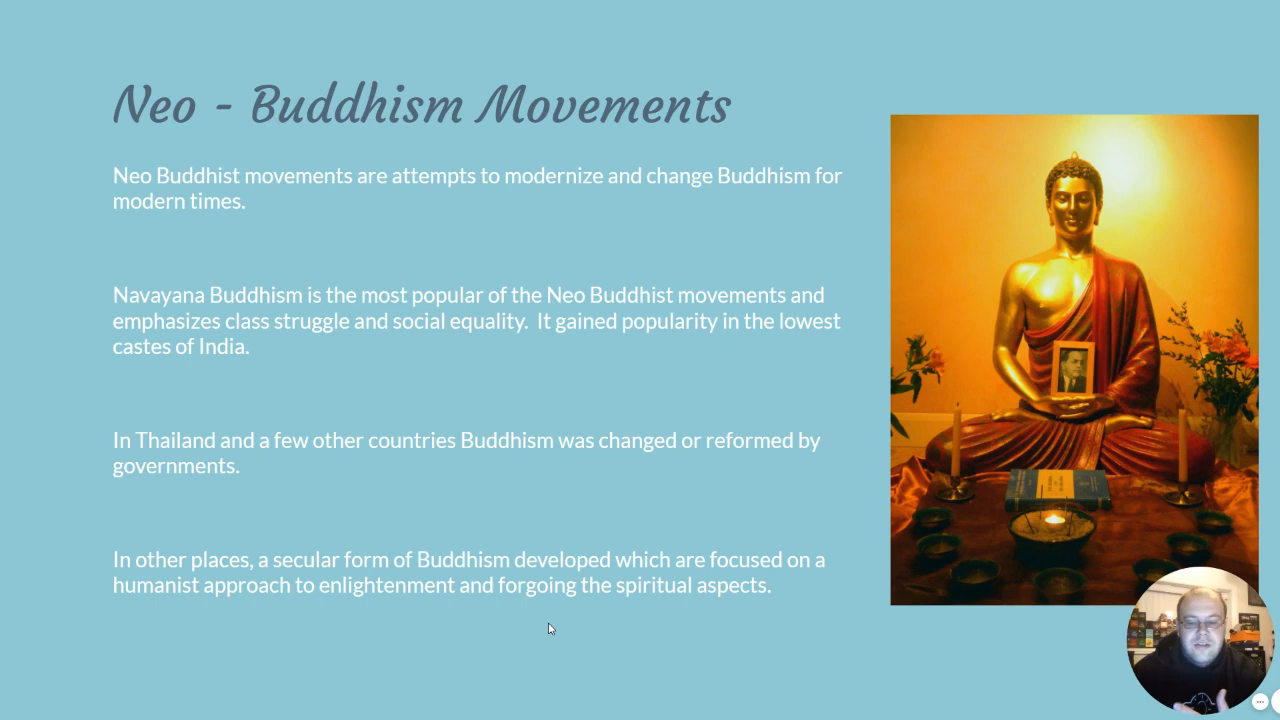 Neo - Buddhism Movements
Neo Buddhist movements are attempts to modernize and change Buddhism for
modern times.
Navayana Buddhism is the most popular of the Neo Buddhist movements and
emphasizes class struggle and social equality.  It gained popularity in the lowest
castes of India.
In Thailand and a few other countries Buddhism was changed or reformed by
governments.
In other places, a secular form of Buddhism developed which are focused on a
humanist approach to enlightenment and forgoing the spiritual aspects.